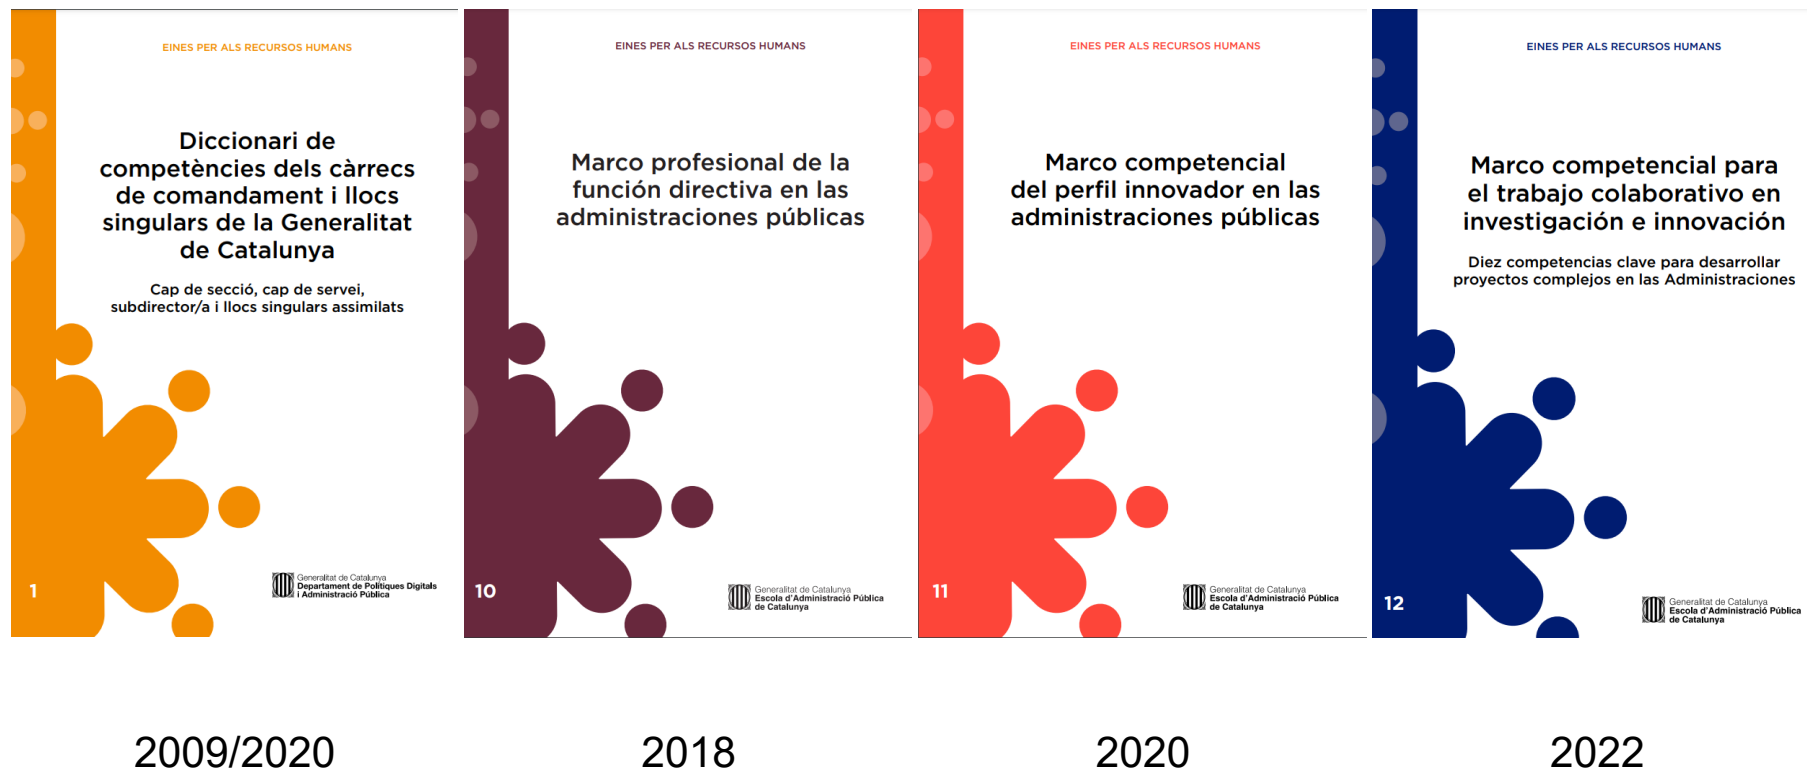 EINES PER ALS RECURSOS HUMANS
Diccionari de
competències dels càrrecs
de comandament i llocs
singulars de la Generalitat
de Catalunya
Cap de secció, cap de servei,
subdirector/a i llocs singulars assimilats
1
Generalitat de Catalunya
Departament de Polítiques Digitals
i Administració Pública
2009/2020
EINES PER ALS RECURSOS HUMANS
Marco profesional de la
función directiva en las
administraciones públicas
10
Generalitat de Catalunya
Escola d'Administració Pública
de Catalunya
2018
EINES PER ALS RECURSOS HUMANS
Marco competencial
del perfil innovador en las
administraciones públicas
11
Generalitat de Catalunya
Escola d'Administració Pública
de Catalunya
2020
EINES PER ALS RECURSOS HUMANS
Marco competencial para
el trabajo colaborativo en
investigación e innovación
Diez competencias clave para desarrollar
proyectos complejos en las Administraciones
12
Generalitat de Catalunya
Escola d'Administració Pública
de Catalunya
2022